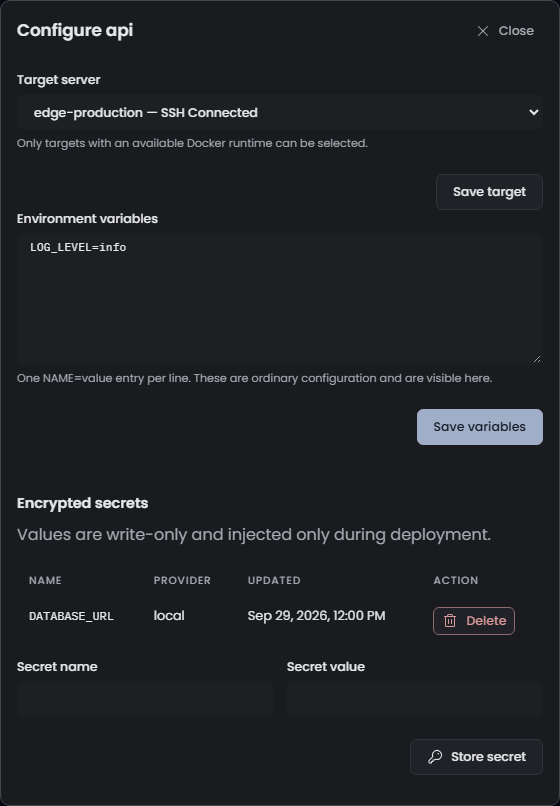 Configure api
Close
Target server
edge-production — SSH Connected
Only targets with an available Docker runtime can be selected.
Save target
Environment variables
LOG_LEVEL=info
One NAME=value entry per line. These are ordinary configuration and are visible here.
Save variables
Encrypted secrets
Values are write-only and injected only during deployment.
NAME PROVIDER UPDATED ACTION
DATABASE_URL local Sep 29, 2026, 12:00 PM Delete
Secret name Secret value
Store secret